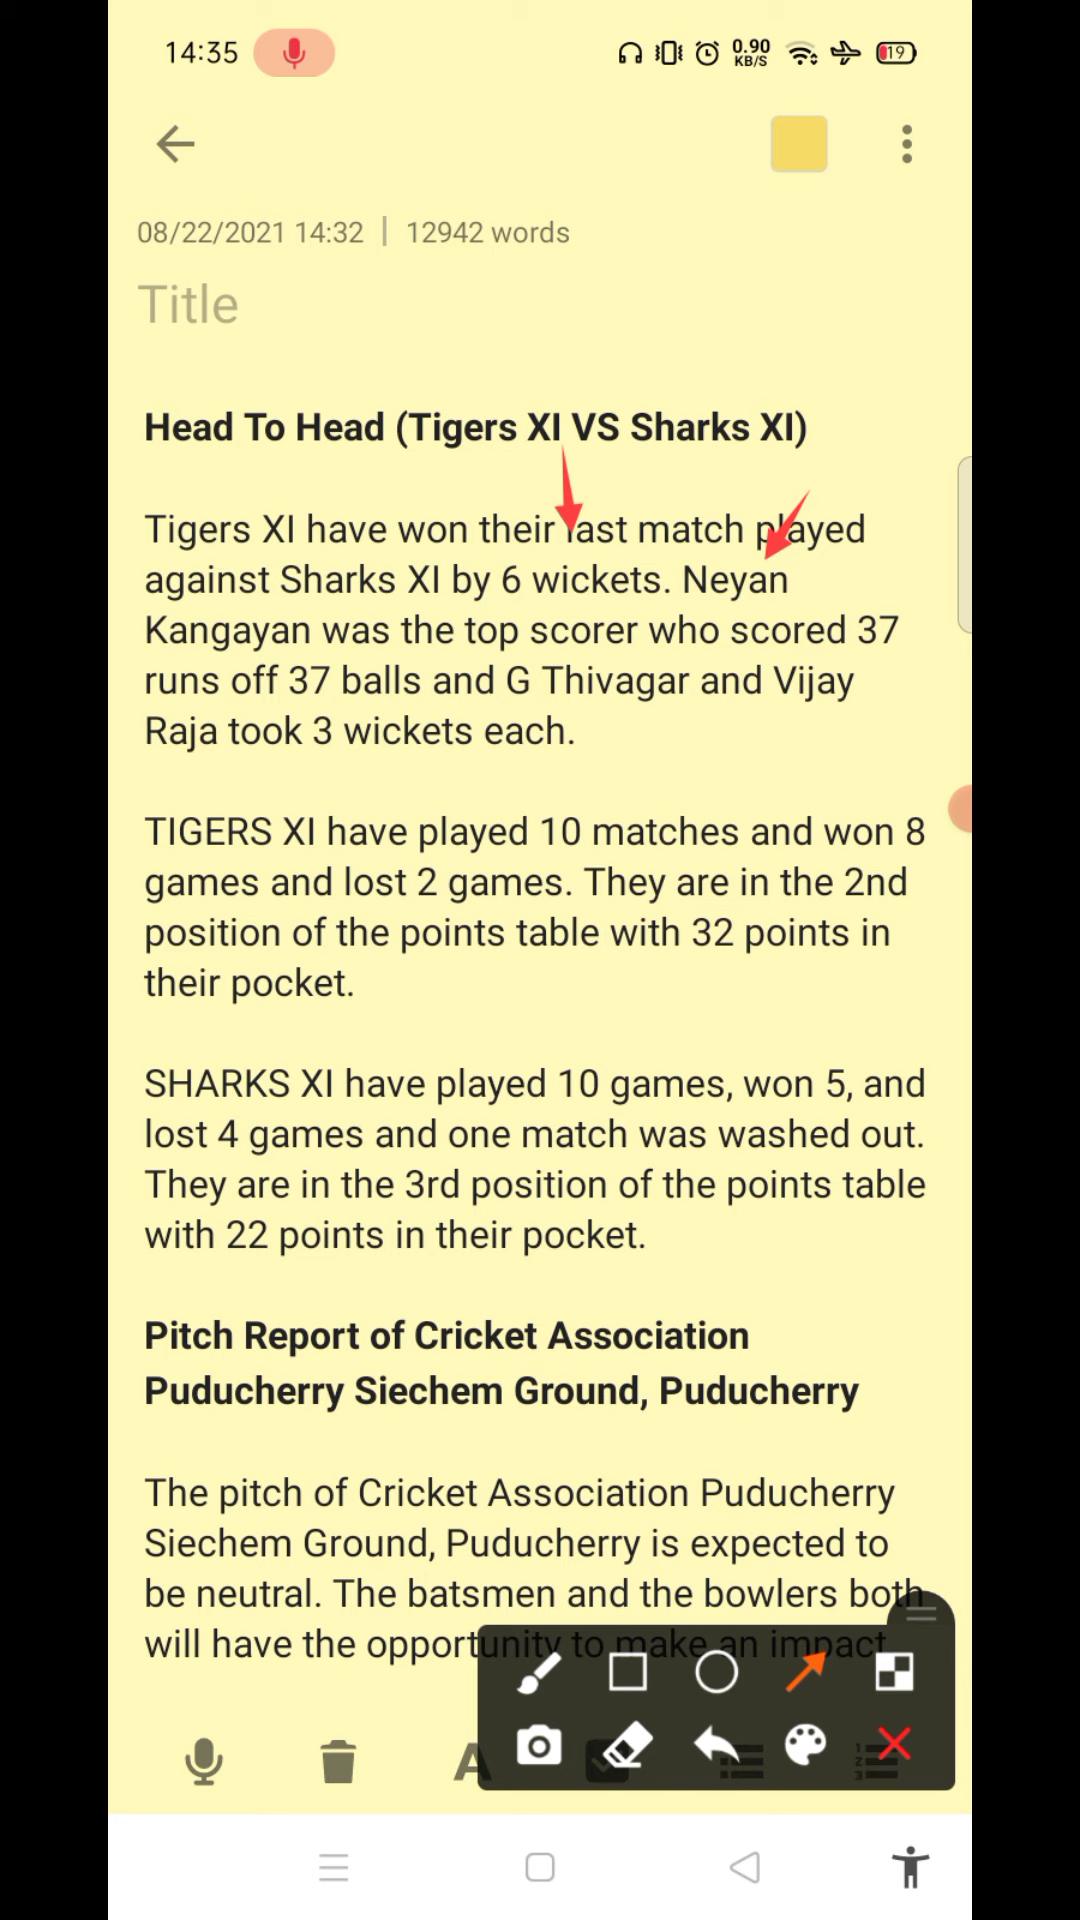 14:35
0.90
KB/S
19
08/22/2021 14:32 | 12942 words
Title
Head To Head (Tigers XI VS Sharks XI)
Tigers XI have won their last match played
against Sharks XI by 6 wickets. Neyan
Kangayan was the top scorer who scored 37
runs off 37 balls and G Thivagar and Vijay
Raja took 3 wickets each.
TIGERS XI have played 10 matches and won 8
games and lost 2 games. They are in the 2nd
position of the points table with 32 points in
their pocket.
SHARKS XI have played 10 games, won 5, and
lost 4 games and one match was washed out.
They are in the 3rd position of the points table
with 22 points in their pocket.
Pitch Report of Cricket Association
Puducherry Siechem Ground, Puducherry
The pitch of Cricket Association Puducherry
Siechem Ground, Puducherry is expected to
be neutral. The batsmen and the bowlers both
will have the opportunity to make an impact
A